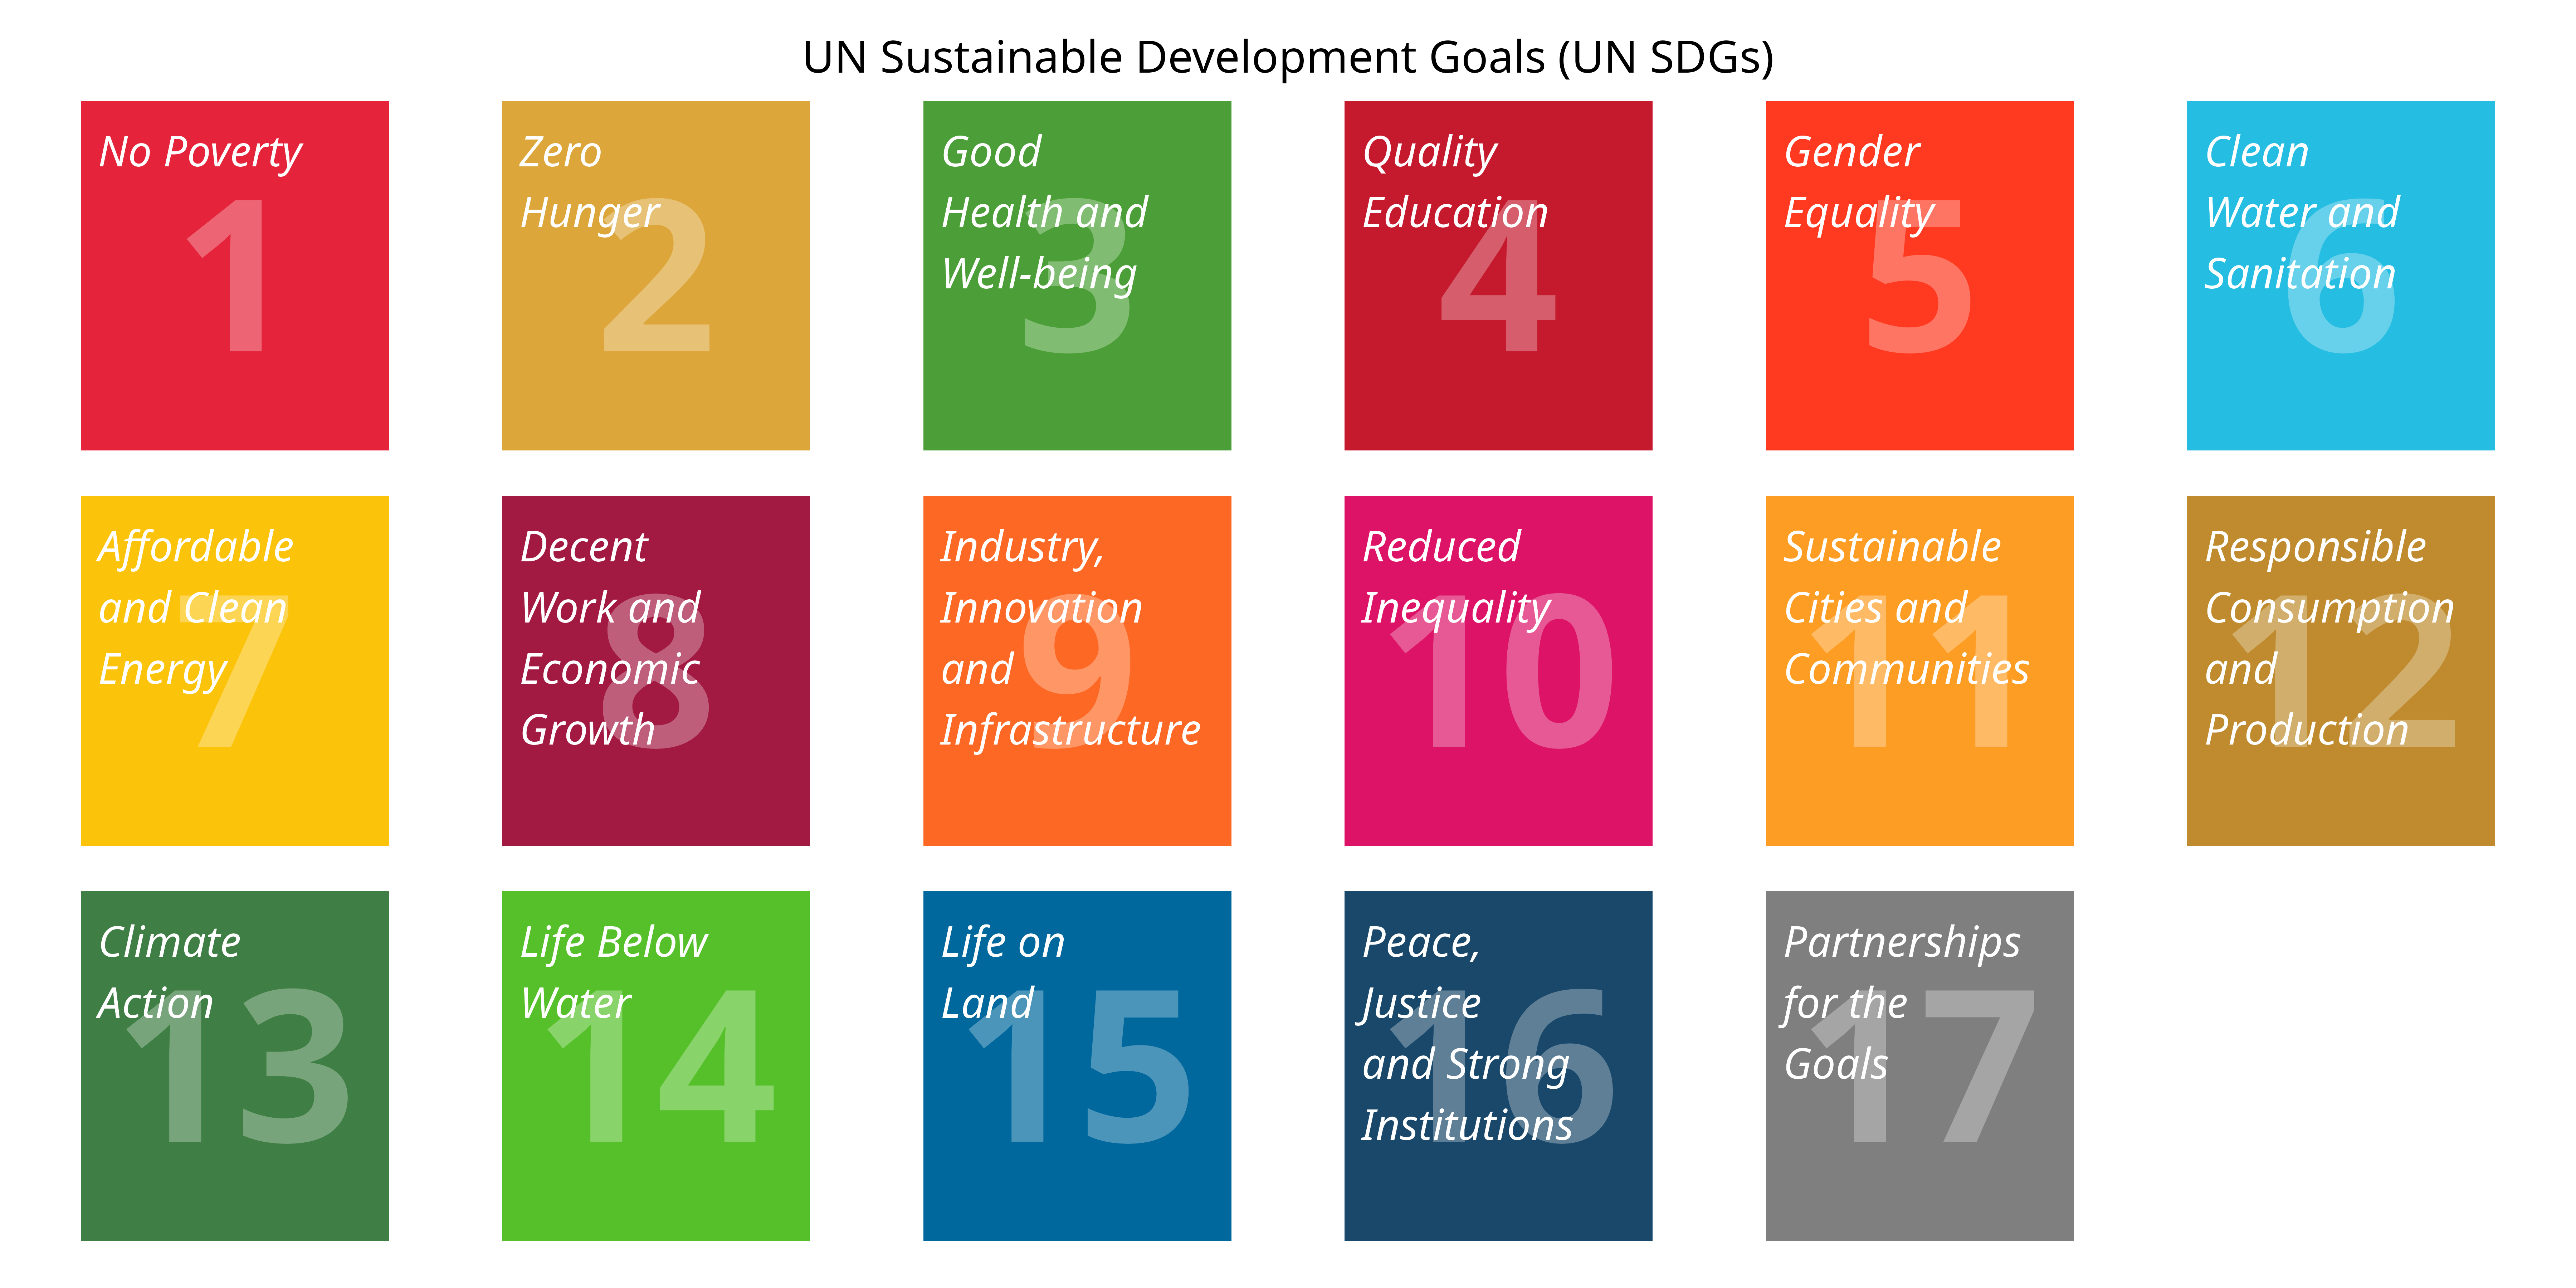 UN Sustainable Development Goals (UN SDGs)
No Poverty
1
Zero
Hunger
2
Good
Health and
Well-being
3
Quality
Education
4
Gender
Equality
5
Clean
Water and
Sanitation
6
Affordable
and Clean
Energy
7
Decent
Work and
Economic
Growth
8
Industry,
Innovation
and
Infrastructure
9
Reduced
Inequality
10
Sustainable
Cities and
Communities
11
Responsible
Consumption
and
Production
12
Climate
Action
13
Life Below
Water
14
Life on
Land
15
Peace,
Justice
and Strong
Institutions
16
Partnerships
for the
Goals
17